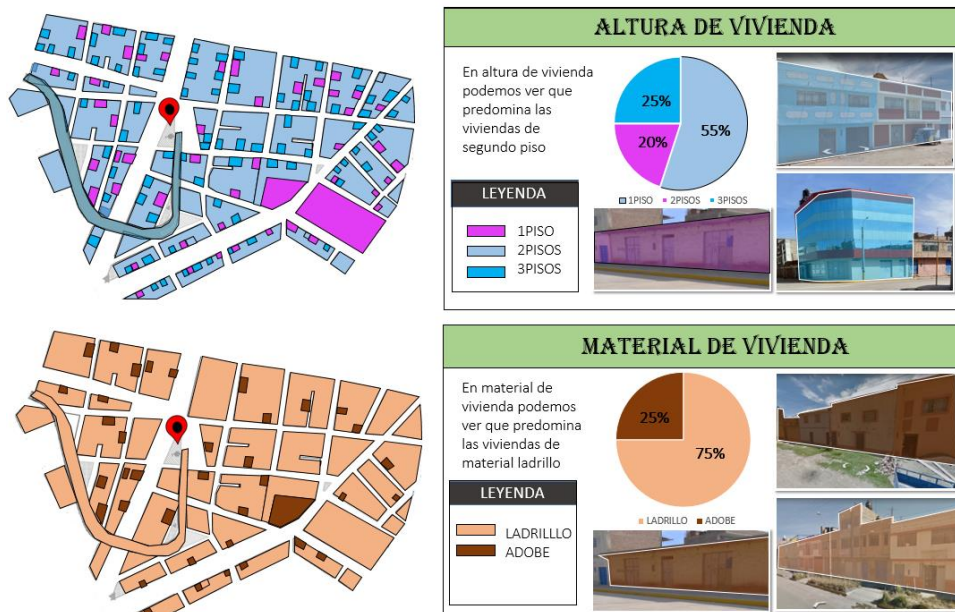 ALTURA DE VIVIENDA
En altura de vivienda
podemos ver que
predomina las
viviendas de
segundo piso
25%
20%
55%
1PISO 2PISOS 3PISOS
LEYENDA
1PISO
2PISOS
3PISOS
MATERIAL DE VIVIENDA
En material de
vivienda podemos
ver que predomina
las viviendas de
material ladrillo
25%
75%
LADRILLO ADOBE
LEYENDA
LADRILLLO
ADOBE